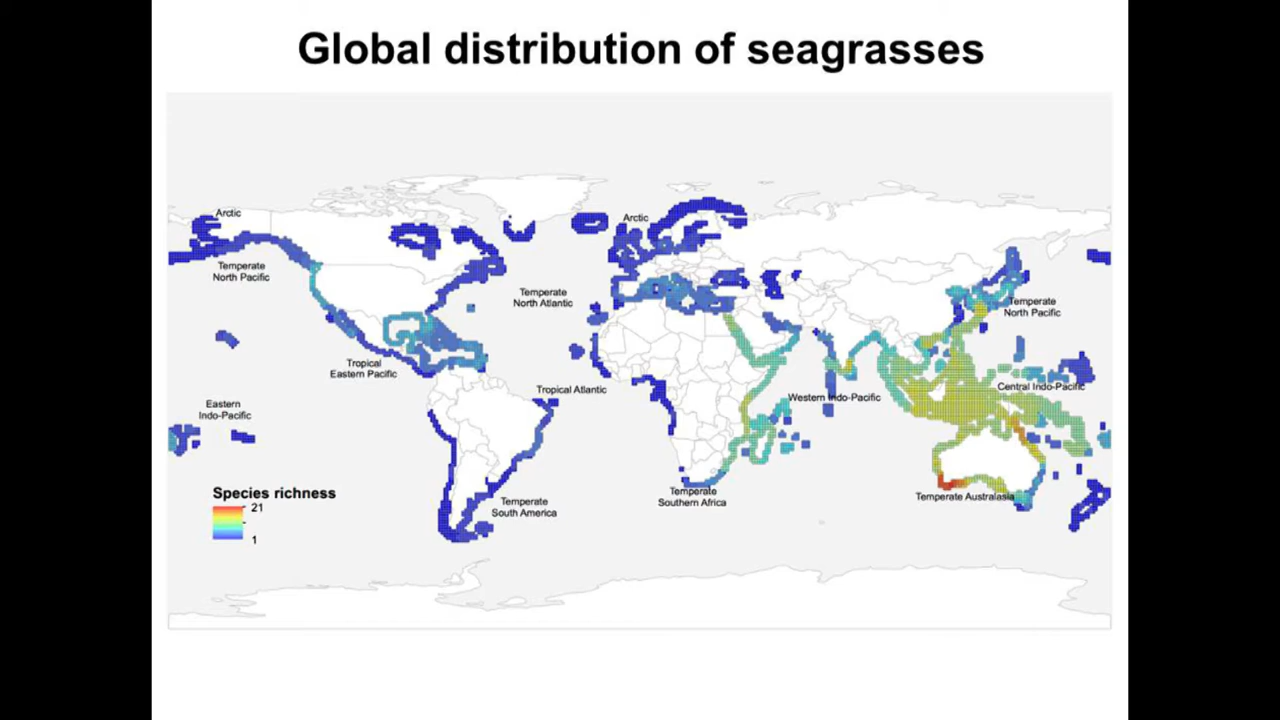 Global distribution of seagrasses
Arctic
Arctic
Temperate
North Pacific
Temperate
North Atlantic
Temperate
North Pacific
Tropical
Eastern Pacific
Tropical Atlantic
Central Indo-Pacific
Western Indo-Pacific
Eastern
Indo-Pacific
Species richness
21
1
Temperate
South America
Temperate
Southern Africa
Temperate Australasia